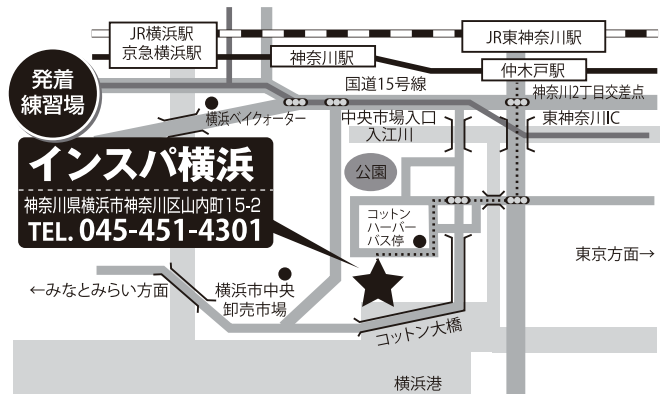 JR横浜駅
京急横浜駅
神奈川駅
JR東神奈川駅
仲木戸駅
発着
練習場
国道15号線
神奈川2丁目交差点
横浜ベイクォーター
中央市場入口
入江川
東神奈川IC
インスパ横浜
神奈川県横浜市神奈川区山内町15-2
TEL. 045-451-4301
公園
コットン
ハーバー
バス停
東京方面→
←みなとみらい方面
横浜市中央
卸売市場
コットン大橋
横浜港